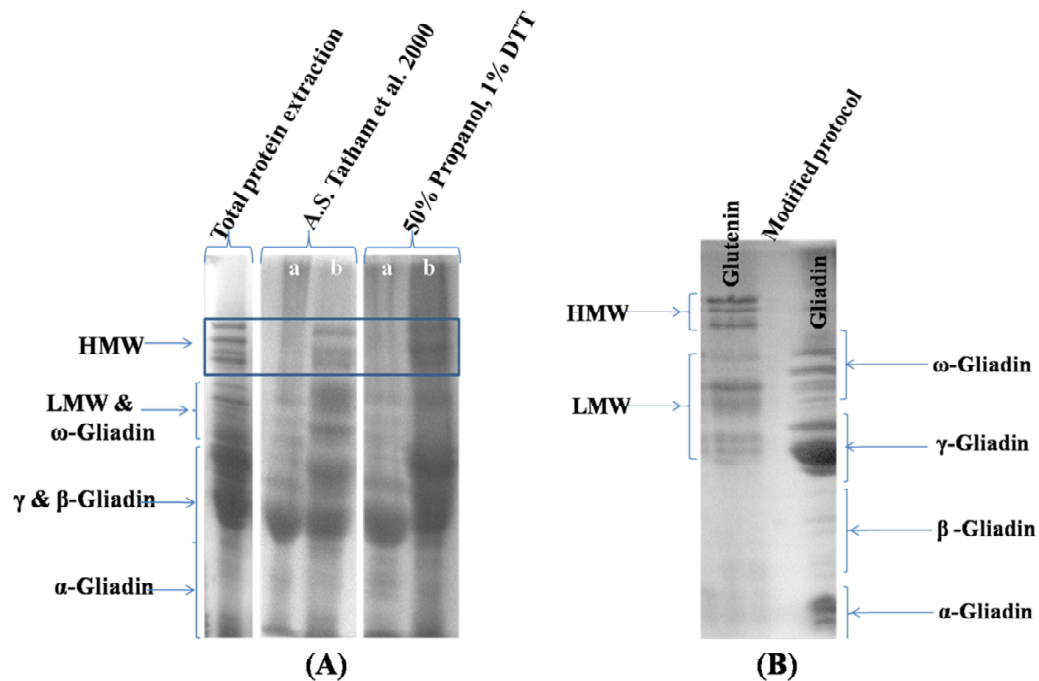 Total protein extraction
A.S. Tatham et al. 2000
50% Propanol, 1% DTT
a
b
a
b
HMW
LMW &
ω-Gliadin
γ & β-Gliadin
α-Gliadin
(A)
Glutenin
Modified protocol
Gliadin
HMW
LMW
ω-Gliadin
γ-Gliadin
β -Gliadin
α-Gliadin
(B)